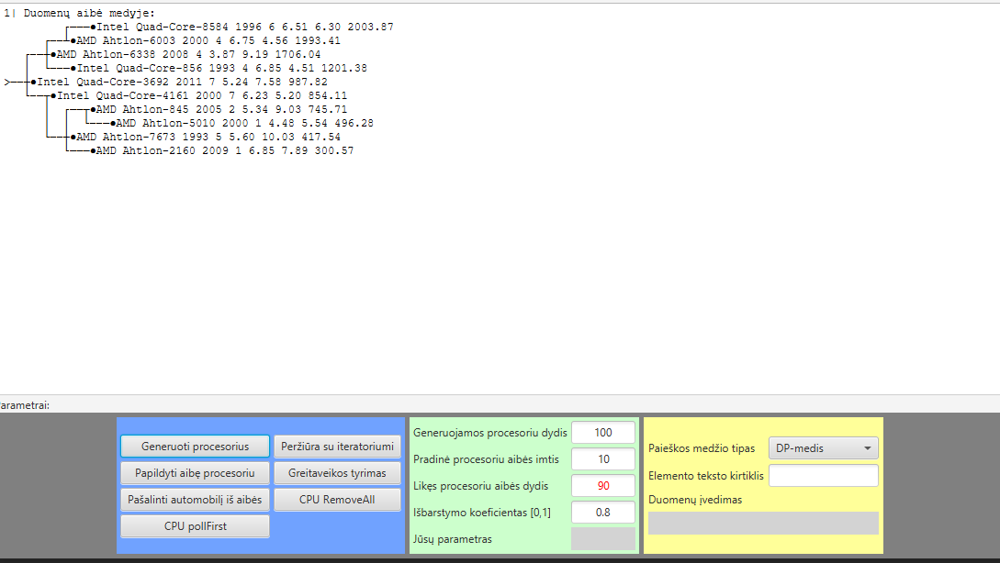 1| Duomenų aibė medyje:
Intel Quad-Core-8584 1996 6 6.51 6.30 2003.87
AMD Ahtlon-6003 2000 4 6.75 4.56 1993.41
AMD Ahtlon-6338 2008 4 3.87 9.19 1706.04
Intel Quad-Core-856 1993 4 6.85 4.51 1201.38
>Intel Quad-Core-3692 2011 7 5.24 7.58 987.82
Intel Quad-Core-4161 2000 7 6.23 5.20 854.11
AMD Ahtlon-845 2005 2 5.34 9.03 745.71
AMD Ahtlon-5010 2000 1 4.48 5.54 496.28
AMD Ahtlon-7673 1993 5 5.60 10.03 417.54
AMD Ahtlon-2160 2009 1 6.85 7.89 300.57
arametrai:
Generuoti procesorius
Peržiūra su iteratoriumi
Papildyti aibę procesoriu
Greitaveikos tyrimas
Pašalinti automobilį iš aibės
CPU RemoveAll
CPU pollFirst
Generuojamos procesoriu dydis 100
Pradinė procesoriu aibės imtis 10
Likęs procesoriu aibės dydis 90
Išbarstymo koeficientas [0,1] 0.8
Jūsų parametras
Paieškos medžio tipas DP-medis
Elemento teksto kirtiklis
Duomenų įvedimas